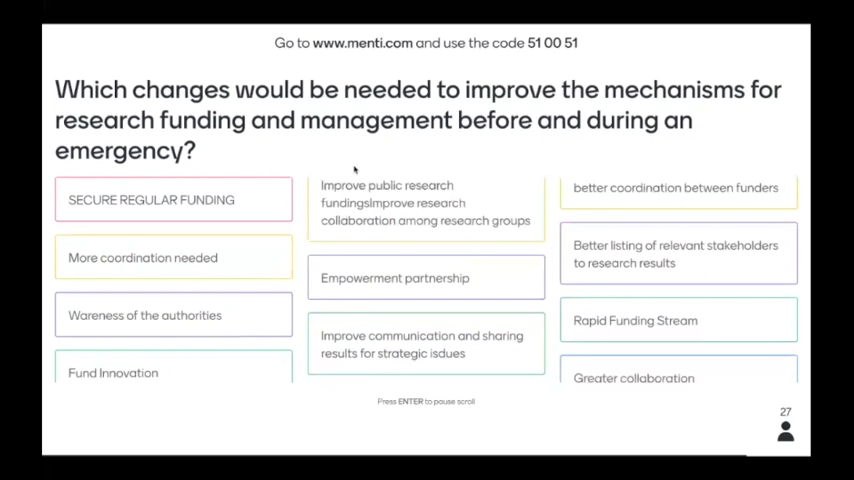 Go to www.menti.com and use the code 51 00 51
Which changes would be needed to improve the mechanisms for
research funding and management before and during an
emergency?
SECURE REGULAR FUNDING
More coordination needed
Wareness of the authorities
Fund Innovation
Improve public research
fundingsImprove research
collaboration among research groups
Empowerment partnership
Improve communication and sharing
results for strategic isdues
better coordination between funders
Better listing of relevant stakeholders
to research results
Rapid Funding Stream
Greater collaboration
Press ENTER to pause scroll
27